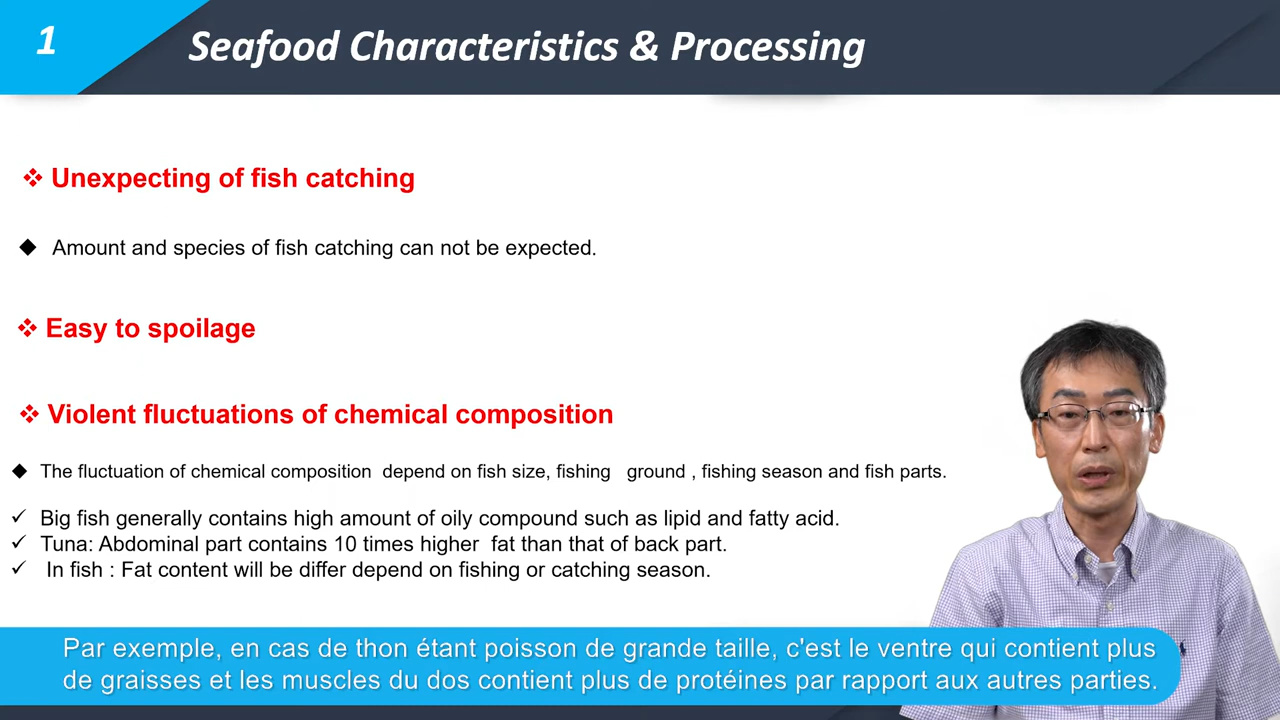 1
Seafood Characteristics & Processing
❖ Unexpecting of fish catching
◆ Amount and species of fish catching can not be expected.
❖ Easy to spoilage
❖ Violent fluctuations of chemical composition
◆ The fluctuation of chemical composition depend on fish size, fishing ground , fishing season and fish parts.
✓ Big fish generally contains high amount of oily compound such as lipid and fatty acid.
✓ Tuna: Abdominal part contains 10 times higher fat than that of back part.
✓ In fish : Fat content will be differ depend on fishing or catching season.
Par exemple, en cas de thon étant poisson de grande taille, c'est le ventre qui contient plus
de graisses et les muscles du dos contient plus de protéines par rapport aux autres parties.